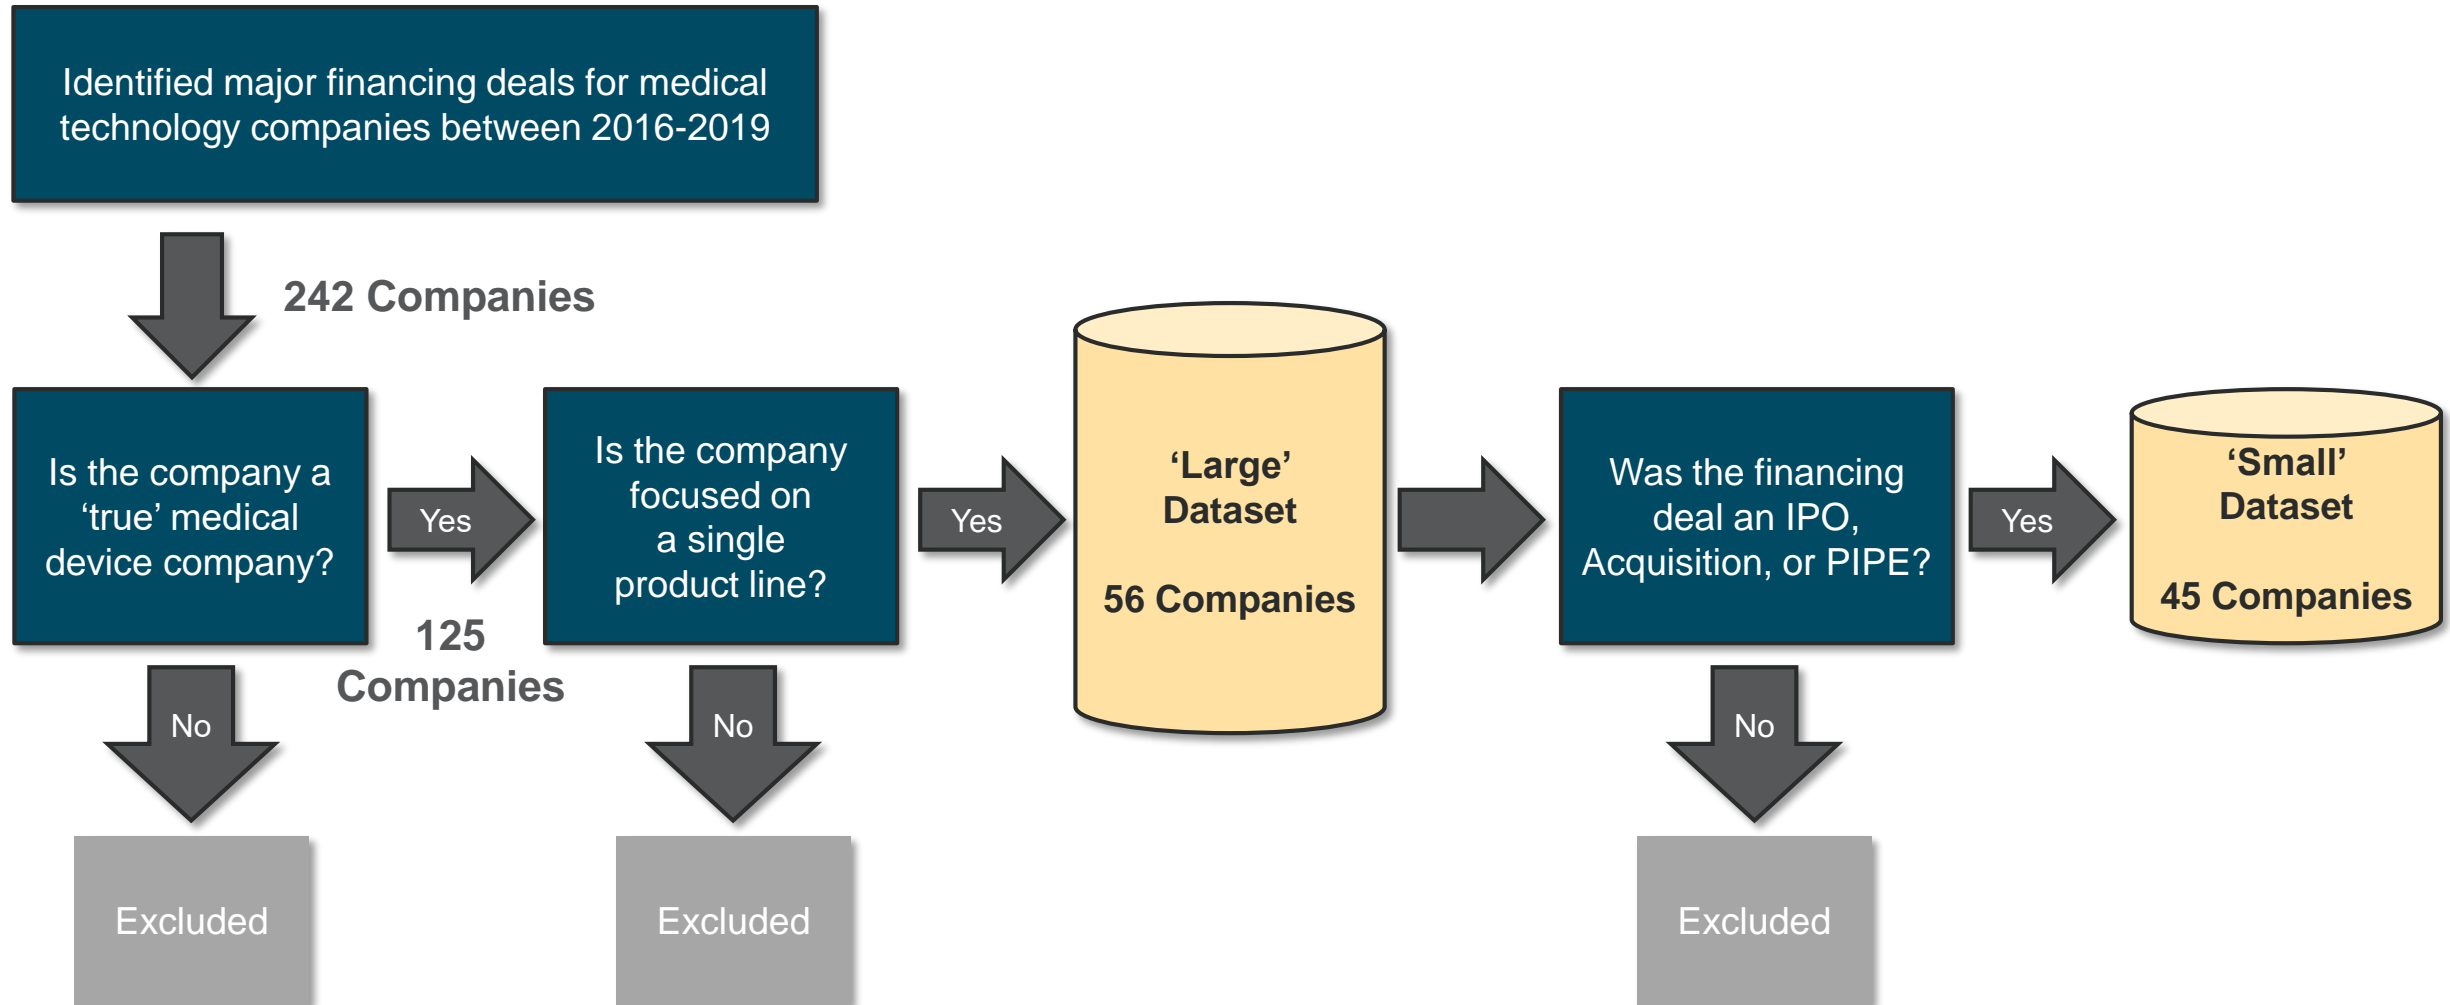 Identified major financing deals for medical
technology companies between 2016-2019
242 Companies
Is the company a
‘true’ medical
device company?
Yes
125
Companies
No
Excluded
Is the company
focused on
a single
product line?
Yes
No
Excluded
‘Large’
Dataset
56 Companies
Was the financing
deal an IPO,
Acquisition, or PIPE?
Yes
No
Excluded
‘Small’
Dataset
45 Companies